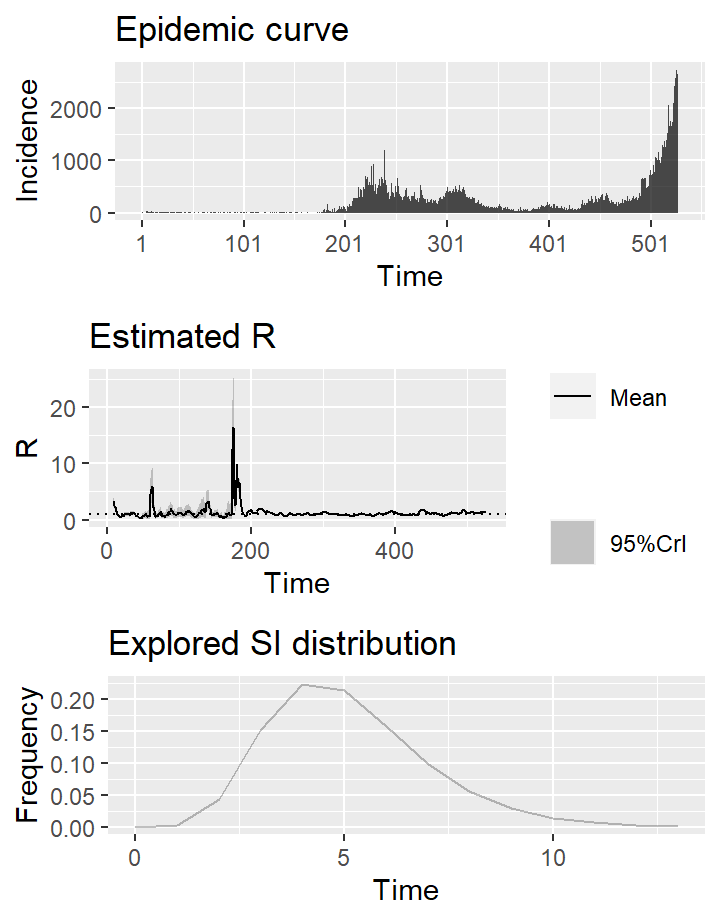 Epidemic curve
Incidence
2000
1000
0
1 101 201 301 401 501
Time
Estimated R
R
20
10
0
0 200 400
Time
Mean
95%CrI
Explored SI distribution
Frequency
0.20
0.15
0.10
0.05
0.00
0 5 10
Time